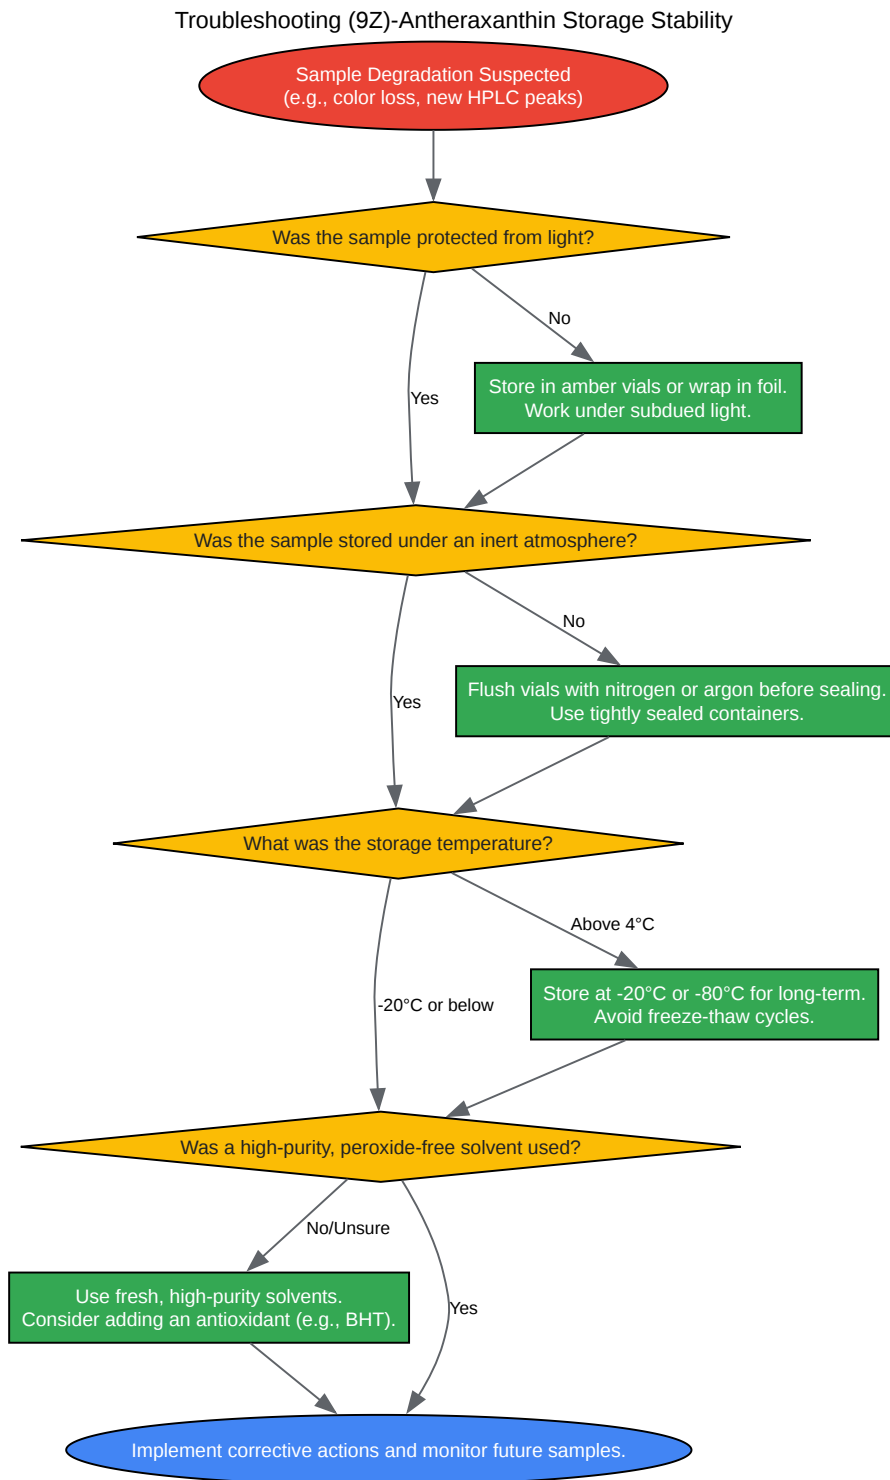 Troubleshooting (9Z)-Antheraxanthin Storage Stability
Sample Degradation Suspected
(e.g., color loss, new HPLC peaks)
Was the sample protected from light?
No
Store in amber vials or wrap in foil.
Work under subdued light.
Yes
Was the sample stored under an inert atmosphere?
No
Flush vials with nitrogen or argon before sealing.
Use tightly sealed containers.
Yes
What was the storage temperature?
Above 4°C
Store at -20°C or -80°C for long-term.
Avoid freeze-thaw cycles.
-20°C or below
Was a high-purity, peroxide-free solvent used?
No/Unsure
Use fresh, high-purity solvents.
Consider adding an antioxidant (e.g., BHT).
Yes
Implement corrective actions and monitor future samples.